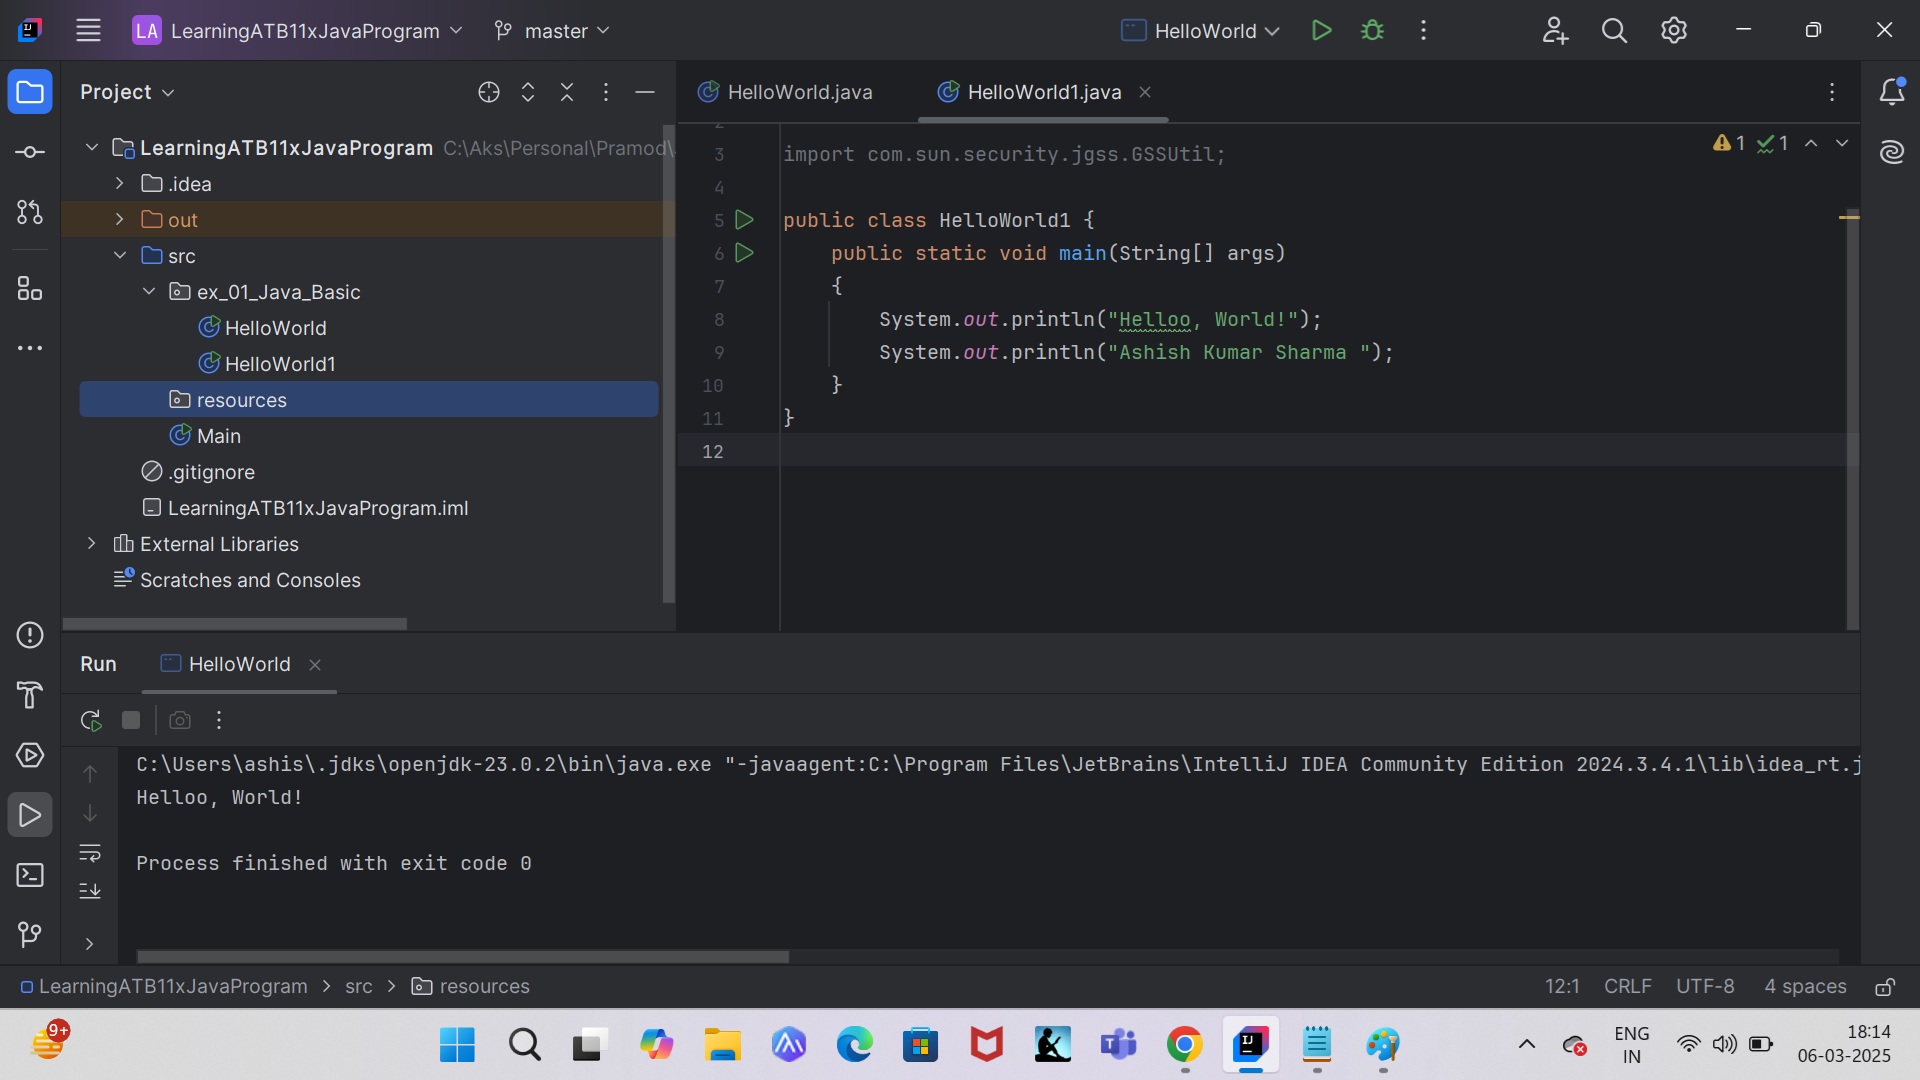 LA LearningATB11xJavaProgram master HelloWorld
Project
HelloWorld.java HelloWorld1.java
LearningATB11xJavaProgram C:\Aks\Personal\Pramod\
.idea
out
src
ex_01_Java_Basic
HelloWorld
HelloWorld1
resources
Main
.gitignore
LearningATB11xJavaProgram.iml
External Libraries
Scratches and Consoles
1 1
3 import com.sun.security.jgss.GSSUtil;
4
5 public class HelloWorld1 {
6 public static void main(String[] args)
7 {
8 System.out.println("Helloo, World!");
9 System.out.println("Ashish Kumar Sharma ");
10 }
11 }
12
Run HelloWorld
C:\Users\ashis\.jdks\openjdk-23.0.2\bin\java.exe "-javaagent:C:\Program Files\JetBrains\IntelliJ IDEA Community Edition 2024.3.4.1\lib\idea_rt.j
Helloo, World!
Process finished with exit code 0
LearningATB11xJavaProgram > src > resources
12:1 CRLF UTF-8 4 spaces
9+
ENG
IN
18:14
06-03-2025